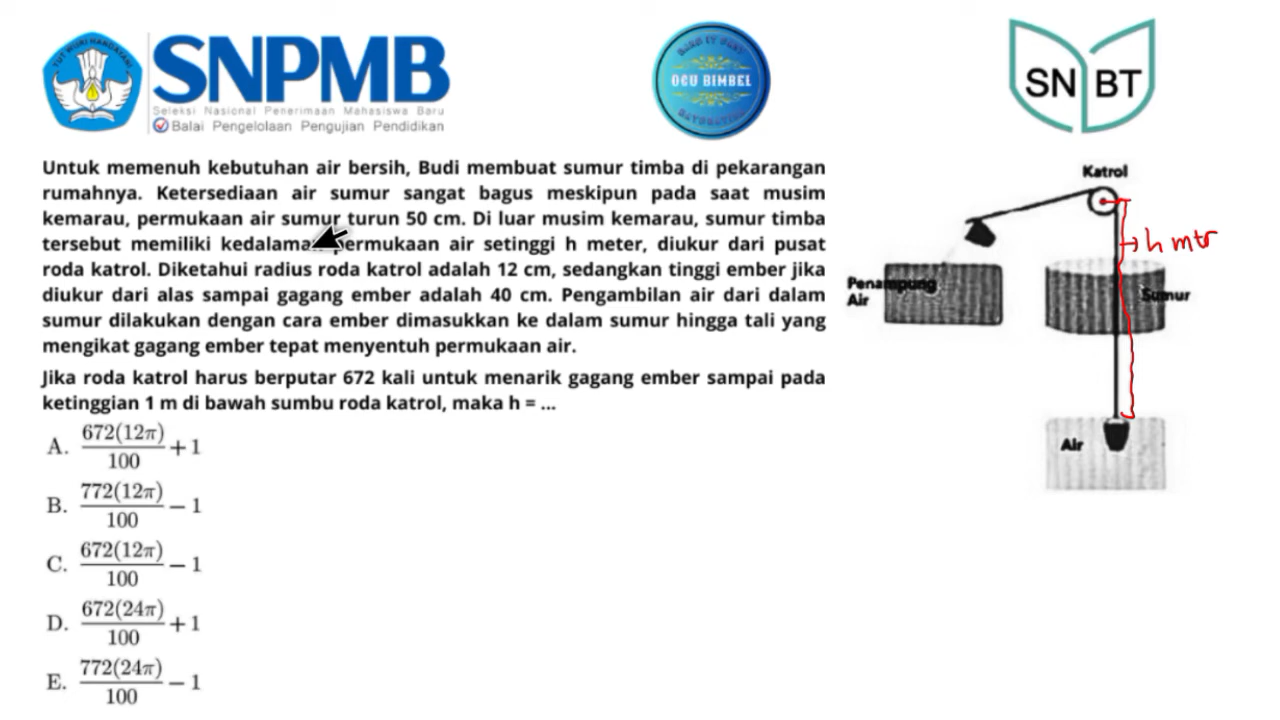 SNPMB
Seleksi Nasional Penerimaan Mahasiswa Baru
Balai Pengelolaan Pengujian Pendidikan
TUT WURI HANDAYANI
OCU BIMBEL
SN BT
Untuk memenuh kebutuhan air bersih, Budi membuat sumur timba di pekarangan
rumahnya. Ketersediaan air sumur sangat bagus meskipun pada saat musim
kemarau, permukaan air sumur turun 50 cm. Di luar musim kemarau, sumur timba
tersebut memiliki kedalaman permukaan air setinggi h meter, diukur dari pusat
roda katrol. Diketahui radius roda katrol adalah 12 cm, sedangkan tinggi ember jika
diukur dari alas sampai gagang ember adalah 40 cm. Pengambilan air dari dalam
sumur dilakukan dengan cara ember dimasukkan ke dalam sumur hingga tali yang
mengikat gagang ember tepat menyentuh permukaan air.
Jika roda katrol harus berputar 672 kali untuk menarik gagang ember sampai pada
ketinggian 1 m di bawah sumbu roda katrol, maka h = ...
A. 672(12π)/100 + 1
B. 772(12π)/100 − 1
C. 672(12π)/100 − 1
D. 672(24π)/100 + 1
E. 772(24π)/100 − 1
Katrol
h mtr
Penampung
Air
Sumur
Air